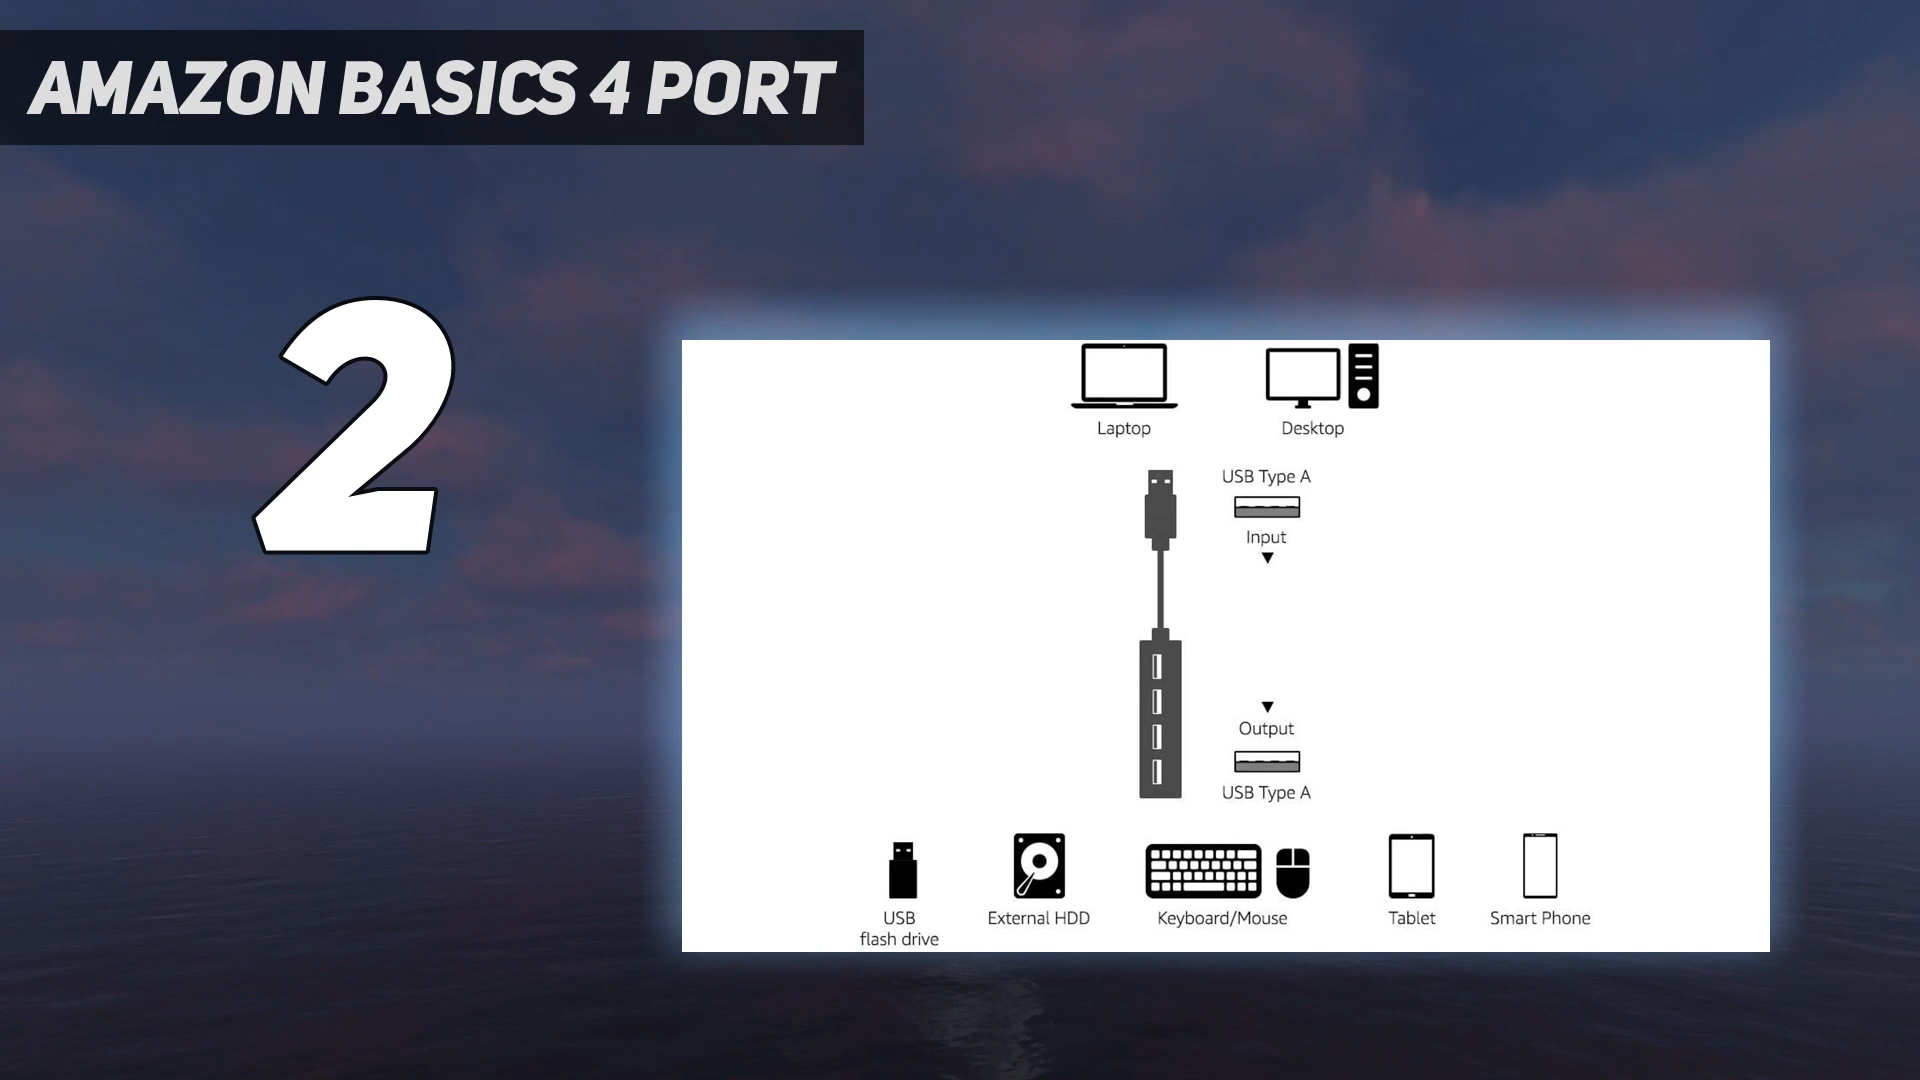 AMAZON BASICS 4 PORT
2
Laptop
Desktop
USB Type A
Input
Output
USB Type A
USB
flash drive
External HDD
Keyboard/Mouse
Tablet
Smart Phone